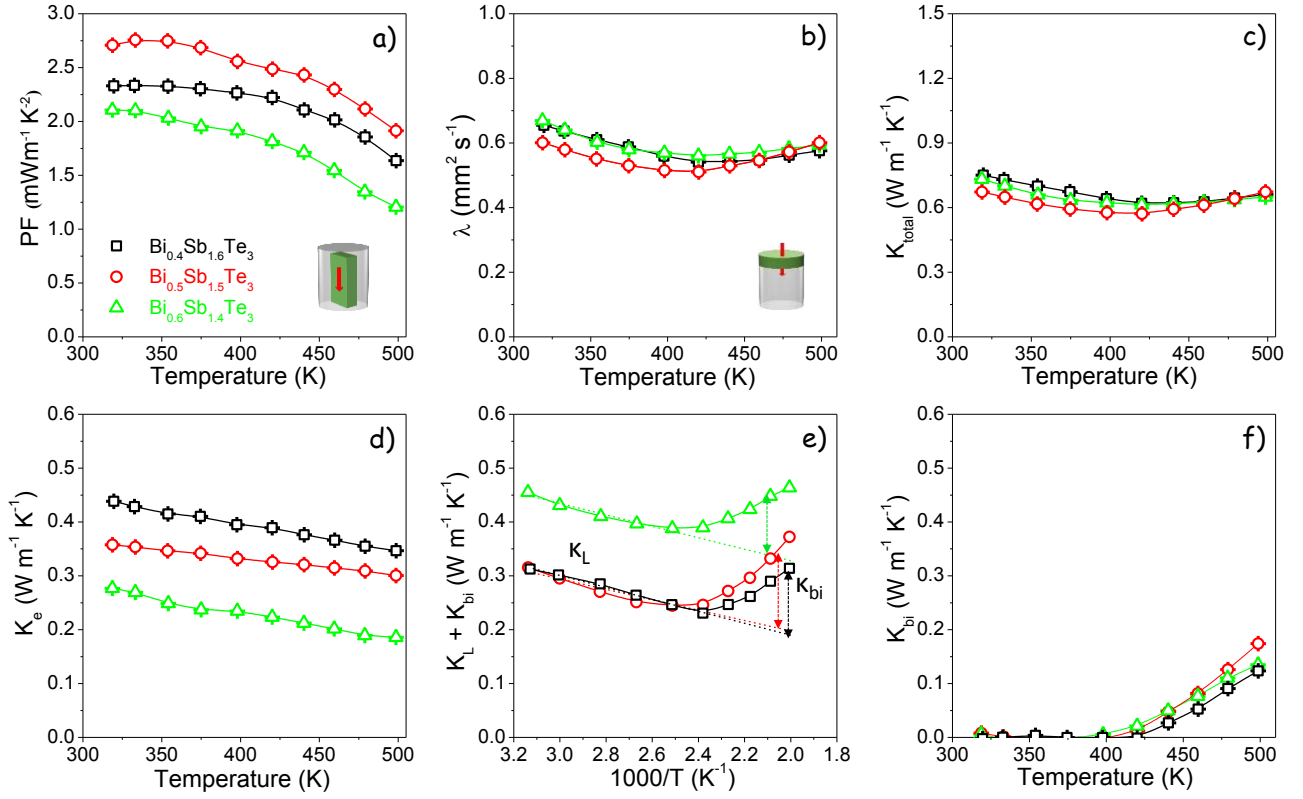 a)
3.0
2.5
2.0
1.5
1.0
0.5
0.0
PF (mWm⁻¹ K⁻²)
Bi₀.₄Sb₁.₆Te₃
Bi₀.₅Sb₁.₅Te₃
Bi₀.₆Sb₁.₄Te₃
300 350 400 450 500
Temperature (K)
b)
1.0
0.8
0.6
0.4
0.2
0.0
λ (mm² s⁻¹)
300 350 400 450 500
Temperature (K)
c)
1.5
1.2
0.9
0.6
0.3
0.0
K_total (W m⁻¹ K⁻¹)
300 350 400 450 500
Temperature (K)
d)
0.6
0.5
0.4
0.3
0.2
0.1
0.0
K_e (W m⁻¹ K⁻¹)
300 350 400 450 500
Temperature (K)
e)
0.6
0.5
0.4
0.3
0.2
0.1
0.0
K_L + K_bi (W m⁻¹ K⁻¹)
K_L
K_bi
3.2 3.0 2.8 2.6 2.4 2.2 2.0 1.8
1000/T (K⁻¹)
f)
0.6
0.5
0.4
0.3
0.2
0.1
0.0
K_bi (W m⁻¹ K⁻¹)
300 350 400 450 500
Temperature (K)